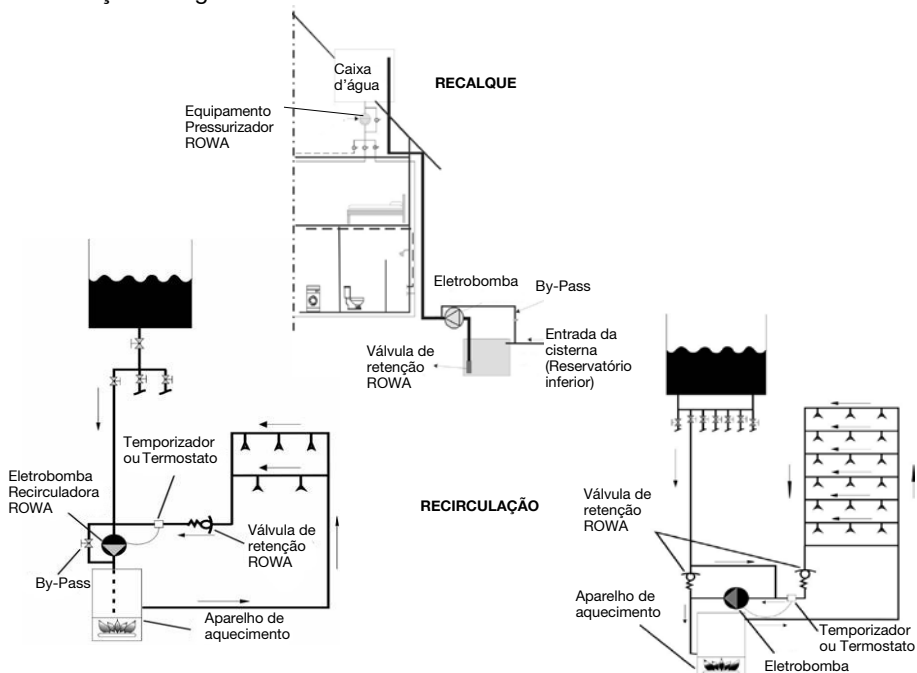 Caixa
d'água
RECALQUE
Equipamento
Pressurizador
ROWA
Eletrobomba
By-Pass
Entrada da
cisterna
(Reservatório
inferior)
Válvula de
retenção
ROWA
Temporizador
ou Termostato
Eletrobomba
Recirculadora
ROWA
RECIRCULAÇÃO
Válvula de
retenção
ROWA
By-Pass
Aparelho de
aquecimento
Válvula de
retenção
ROWA
Aparelho de
aquecimento
Temporizador
ou Termostato
Eletrobomba